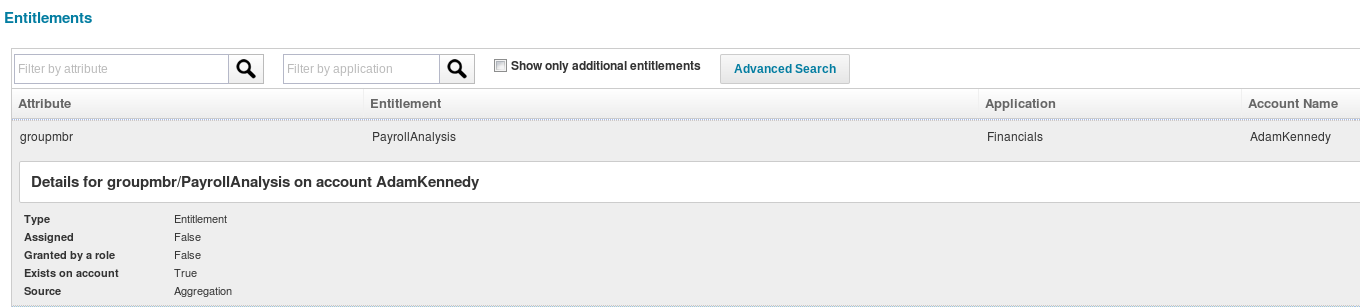 Entitlements
Filter by attribute Filter by application Show only additional entitlements Advanced Search
Attribute Entitlement Application Account Name
groupmbr PayrollAnalysis Financials AdamKennedy
Details for groupmbr/PayrollAnalysis on account AdamKennedy
Type Entitlement
Assigned False
Granted by a role False
Exists on account True
Source Aggregation